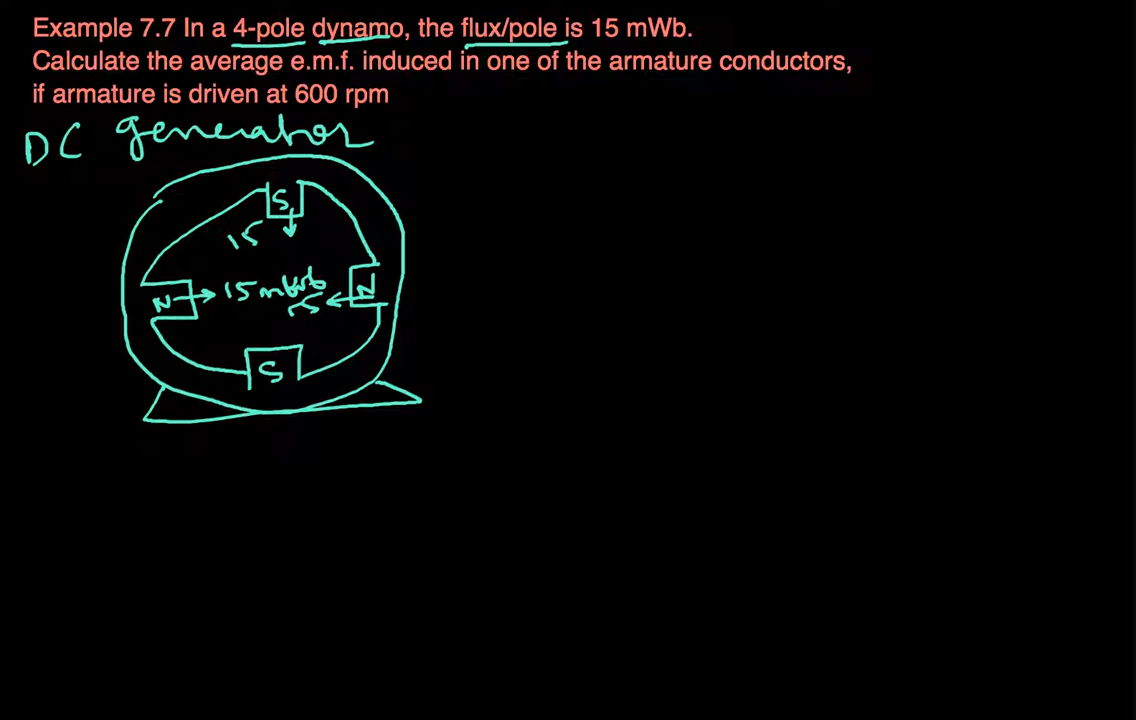 Example 7.7 In a 4-pole dynamo, the flux/pole is 15 mWb.
Calculate the average e.m.f. induced in one of the armature conductors,
if armature is driven at 600 rpm
DC generator
S
15
N 15 mWb 15 N
S